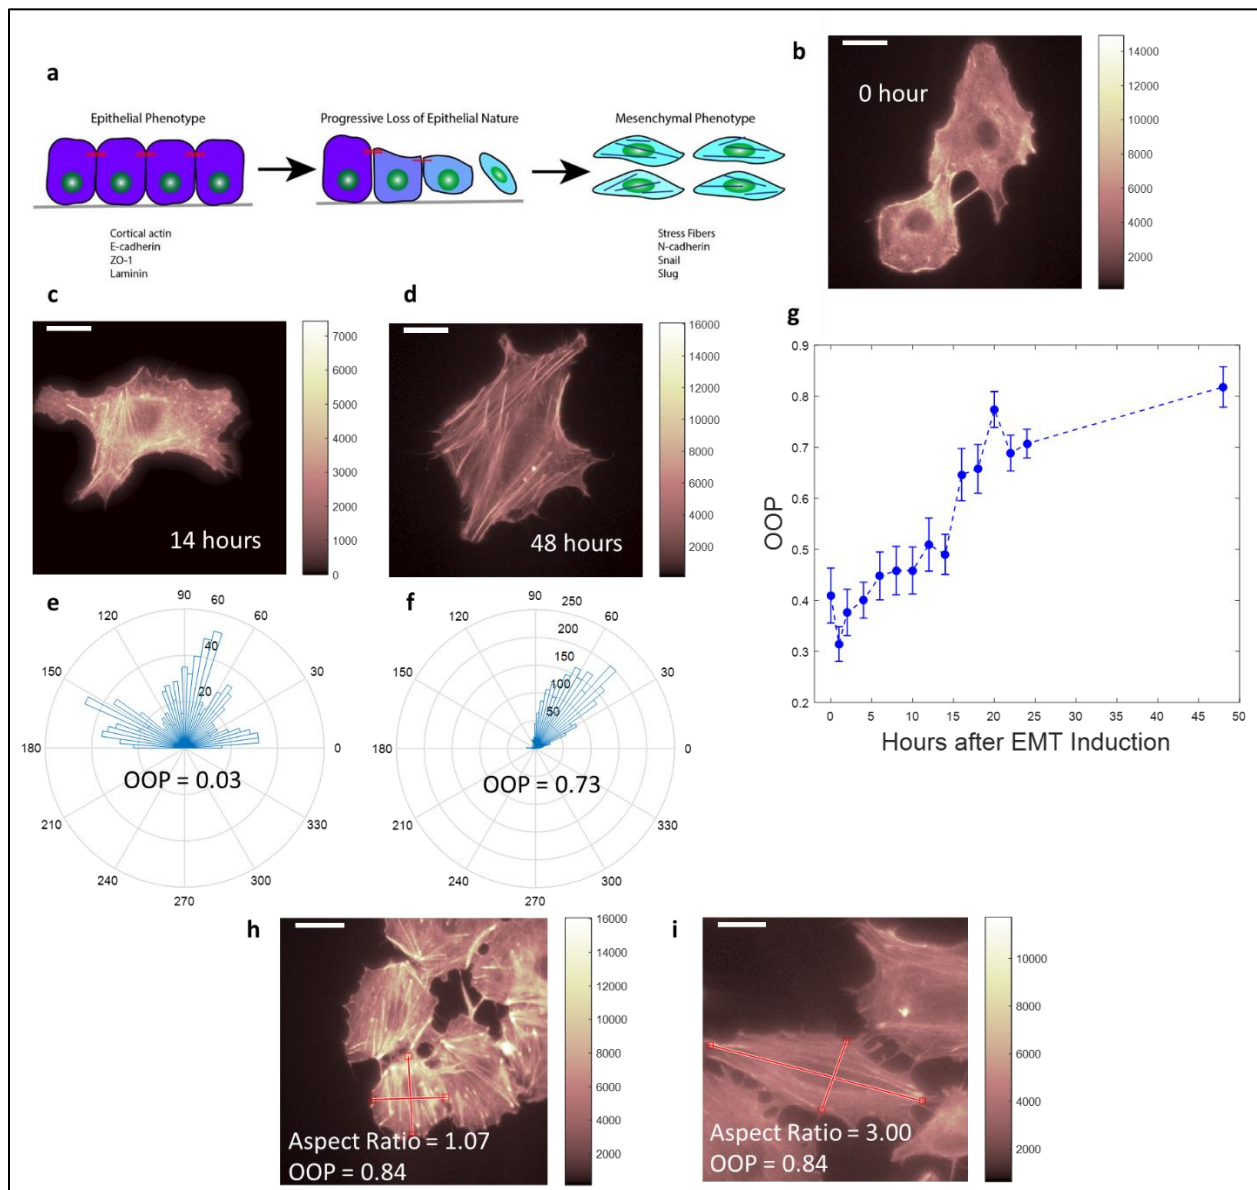 a
Epithelial Phenotype
Progressive Loss of Epithelial Nature
Mesenchymal Phenotype
Cortical actin
E-cadherin
ZO-1
Laminin
Stress Fibers
N-cadherin
Snail
Slug
b
0 hour
14000
12000
10000
8000
6000
4000
2000
c
14 hours
7000
6000
5000
4000
3000
2000
1000
0
d
48 hours
16000
14000
12000
10000
8000
6000
4000
2000
e
90
60
60
120
40
150
20
30
180
0
OOP = 0.03
210
330
240
300
270
f
90
250
60
120
200
150
150
100
30
50
180
0
OOP = 0.73
210
330
240
300
270
g
0.9
0.8
0.7
0.6
0.5
0.4
0.3
0.2
OOP
0 5 10 15 20 25 30 35 40 45 50
Hours after EMT Induction
h
Aspect Ratio = 1.07
OOP = 0.84
16000
14000
12000
10000
8000
6000
4000
2000
i
Aspect Ratio = 3.00
OOP = 0.84
10000
8000
6000
4000
2000